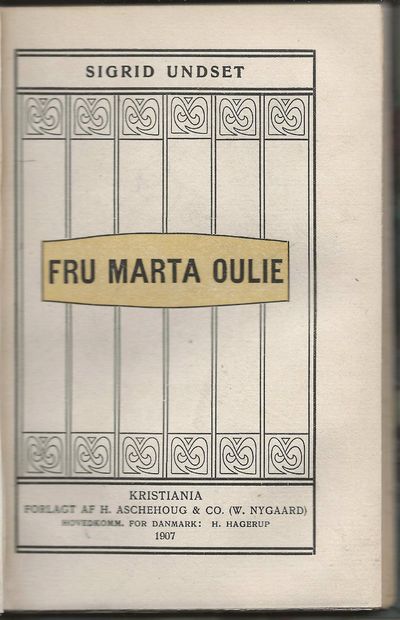 SIGRID UNDSET
FRU MARTA OULIE
KRISTIANIA
FORLAGT AF H. ASCHEHOUG & CO. (W. NYGAARD)
HOVEDKOMM. FOR DANMARK: H. HAGERUP
1907